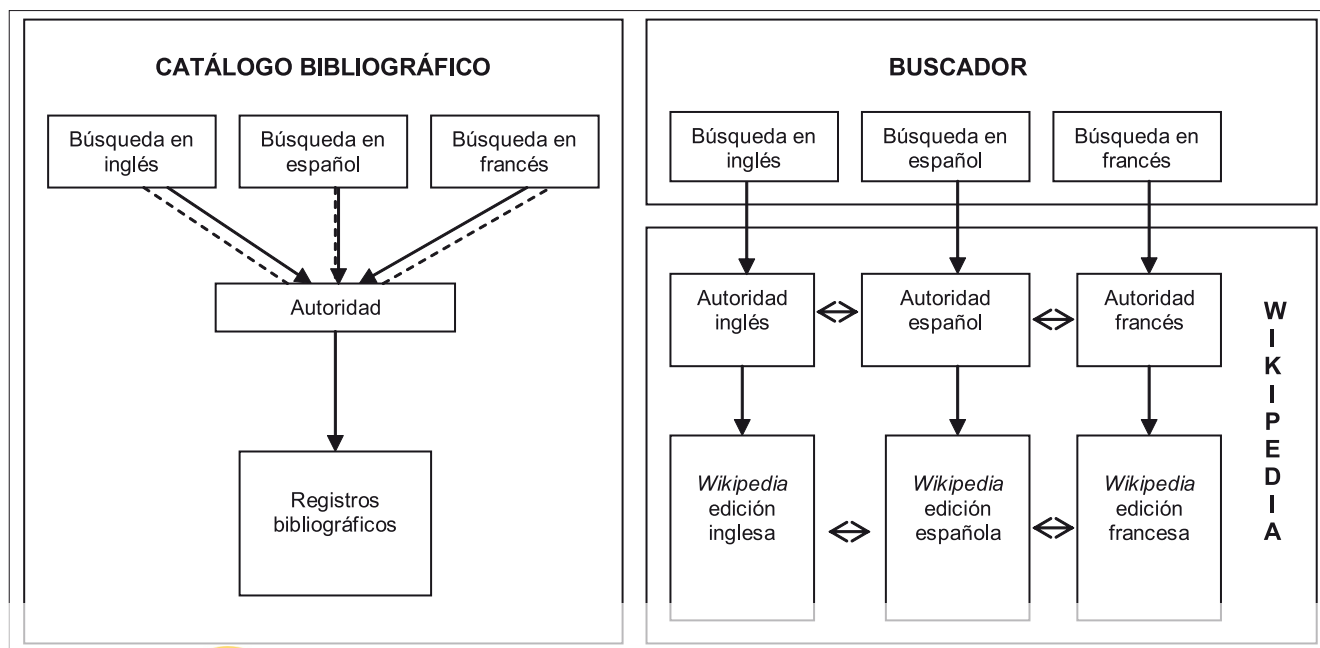 CATÁLOGO BIBLIOGRÁFICO
Búsqueda en
inglés
Búsqueda en
español
Búsqueda en
francés
Autoridad
Registros
bibliográficos
BUSCADOR
Búsqueda en
inglés
Búsqueda en
español
Búsqueda en
francés
Autoridad
inglés
Autoridad
español
Autoridad
francés
Wikipedia
edición
inglesa
Wikipedia
edición
española
Wikipedia
edición
francesa
WIKIPEDIA